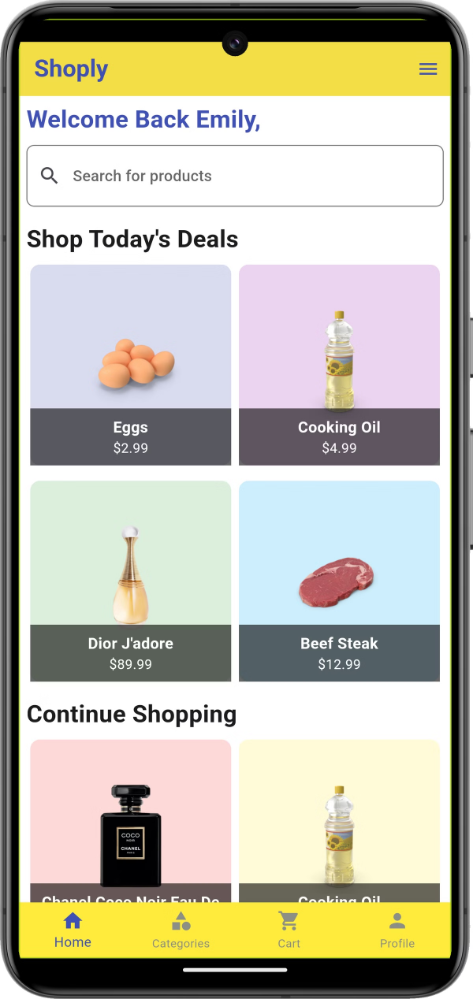 Shoply
Welcome Back Emily,
Search for products
Shop Today's Deals
Eggs
$2.99
Cooking Oil
$4.99
Dior J'adore
$89.99
Beef Steak
$12.99
Continue Shopping
COCO
NOIR
CHANEL
Chanel Coco Noir Eau De
Cooking Oil
Home
Categories
Cart
Profile